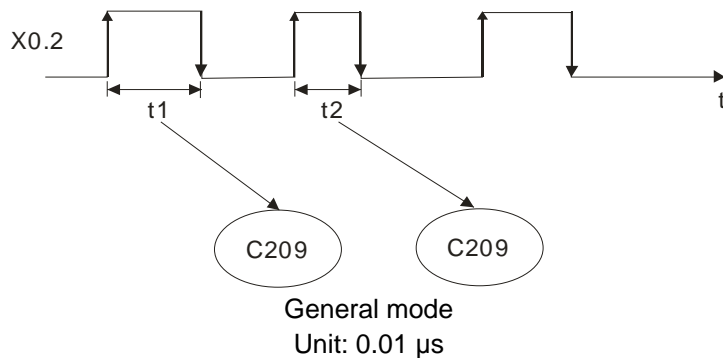 X0.2
t
t1
t2
C209
C209
General mode
Unit: 0.01 µs